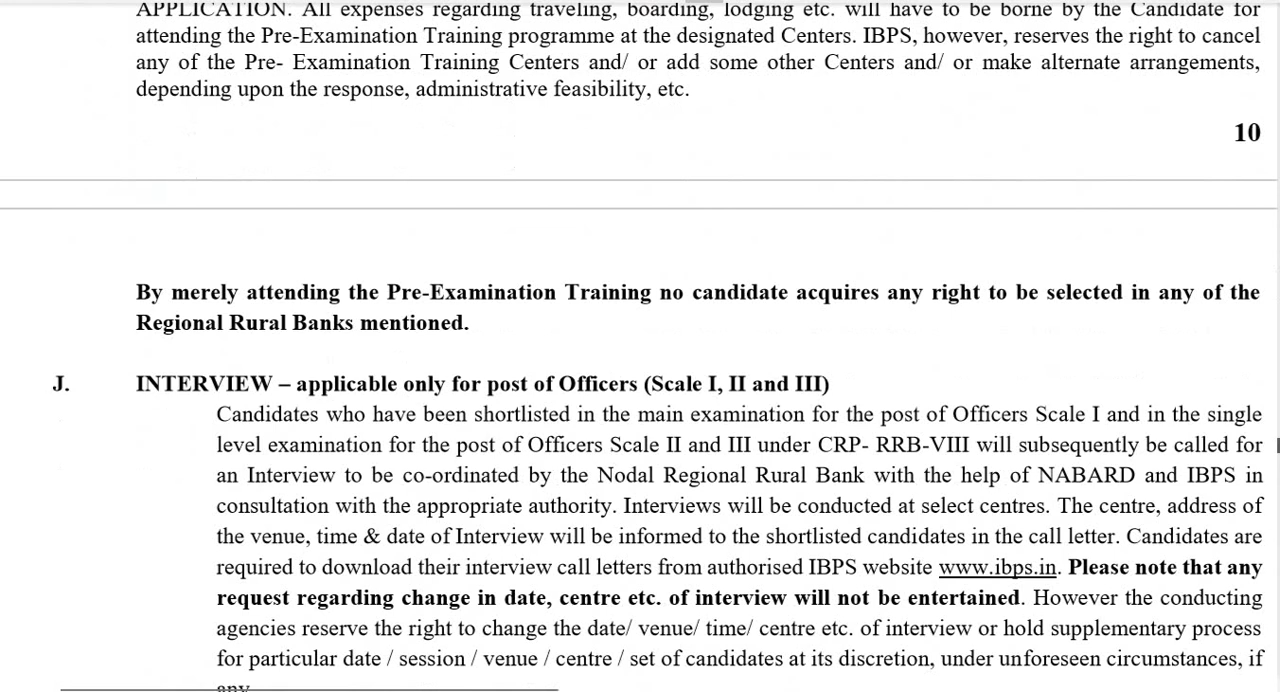 APPLICATION. All expenses regarding traveling, boarding, lodging etc. will have to be borne by the Candidate for
attending the Pre-Examination Training programme at the designated Centers. IBPS, however, reserves the right to cancel
any of the Pre- Examination Training Centers and/ or add some other Centers and/ or make alternate arrangements,
depending upon the response, administrative feasibility, etc.
10
By merely attending the Pre-Examination Training no candidate acquires any right to be selected in any of the
Regional Rural Banks mentioned.
J. INTERVIEW – applicable only for post of Officers (Scale I, II and III)
Candidates who have been shortlisted in the main examination for the post of Officers Scale I and in the single
level examination for the post of Officers Scale II and III under CRP- RRB-VIII will subsequently be called for
an Interview to be co-ordinated by the Nodal Regional Rural Bank with the help of NABARD and IBPS in
consultation with the appropriate authority. Interviews will be conducted at select centres. The centre, address of
the venue, time & date of Interview will be informed to the shortlisted candidates in the call letter. Candidates are
required to download their interview call letters from authorised IBPS website www.ibps.in. Please note that any
request regarding change in date, centre etc. of interview will not be entertained. However the conducting
agencies reserve the right to change the date/ venue/ time/ centre etc. of interview or hold supplementary process
for particular date / session / venue / centre / set of candidates at its discretion, under unforeseen circumstances, if
any